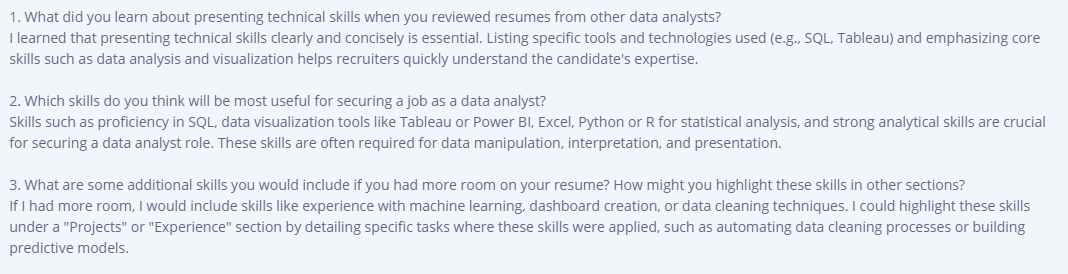 1. What did you learn about presenting technical skills when you reviewed resumes from other data analysts?
I learned that presenting technical skills clearly and concisely is essential. Listing specific tools and technologies used (e.g., SQL, Tableau) and emphasizing core
skills such as data analysis and visualization helps recruiters quickly understand the candidate's expertise.
2. Which skills do you think will be most useful for securing a job as a data analyst?
Skills such as proficiency in SQL, data visualization tools like Tableau or Power BI, Excel, Python or R for statistical analysis, and strong analytical skills are crucial
for securing a data analyst role. These skills are often required for data manipulation, interpretation, and presentation.
3. What are some additional skills you would include if you had more room on your resume? How might you highlight these skills in other sections?
If I had more room, I would include skills like experience with machine learning, dashboard creation, or data cleaning techniques. I could highlight these skills
under a "Projects" or "Experience" section by detailing specific tasks where these skills were applied, such as automating data cleaning processes or building
predictive models.